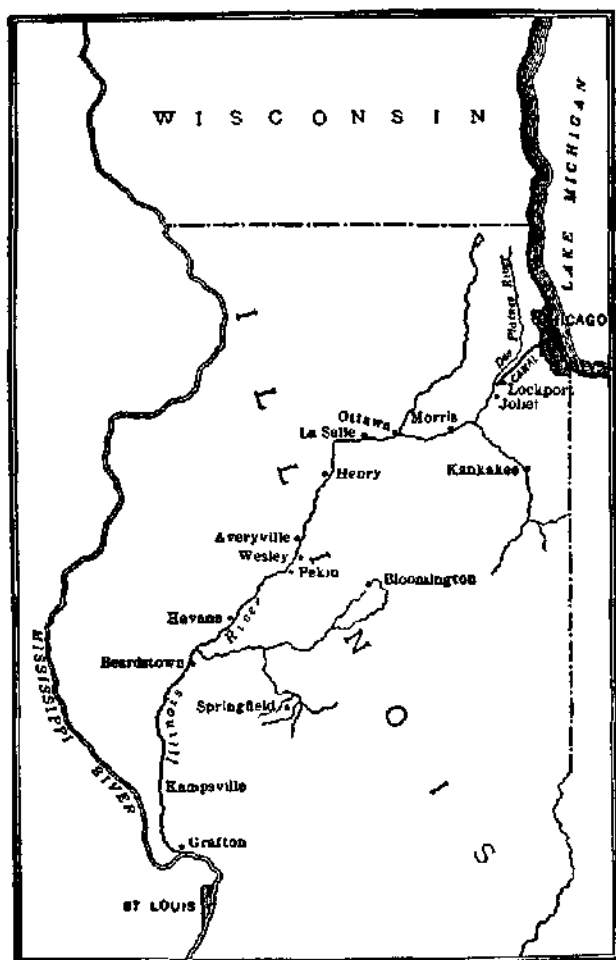 WISCONSIN
LAKE MICHIGAN
ILLINOIS
Des Plaines River
CHICAGO
CANAL
Lockport
Joliet
Ottawa
Morris
La Salle
Kankakee
Henry
Averyville
Wesley
Pekin
Bloomington
Havana
Illinois River
Beardstown
Springfield
MISSISSIPPI RIVER
Kampsville
Grafton
ST LOUIS